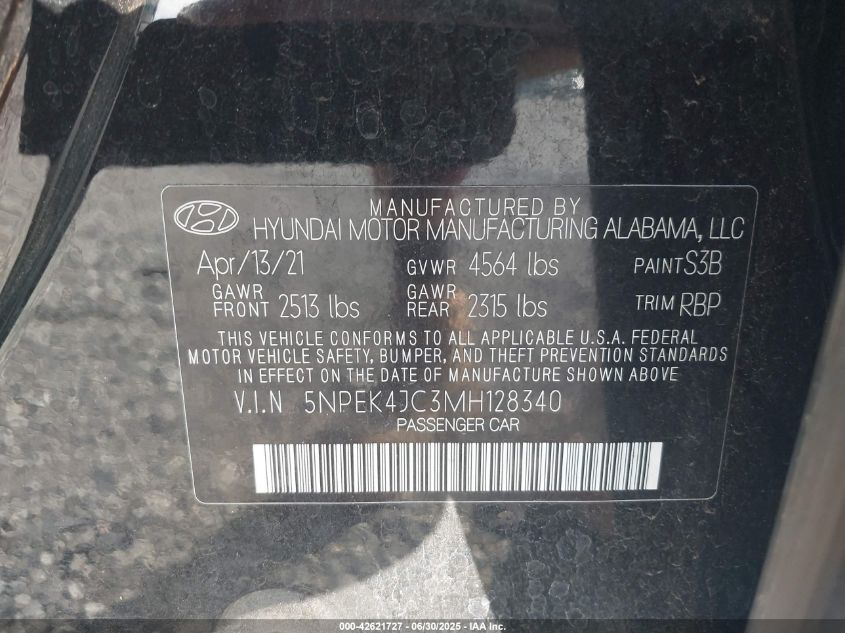 MANUFACTURED BY
HYUNDAI MOTOR MANUFACTURING ALABAMA, LLC
Apr/13/21 GVWR 4564 lbs PAINT S3B
GAWR FRONT 2513 lbs GAWR REAR 2315 lbs TRIM RBP
THIS VEHICLE CONFORMS TO ALL APPLICABLE U.S.A. FEDERAL
MOTOR VEHICLE SAFETY, BUMPER, AND THEFT PREVENTION STANDARDS
IN EFFECT ON THE DATE OF MANUFACTURE SHOWN ABOVE
V.I.N 5NPEK4JC3MH128340
PASSENGER CAR
000-42621727 - 06/30/2025 - IAA Inc.